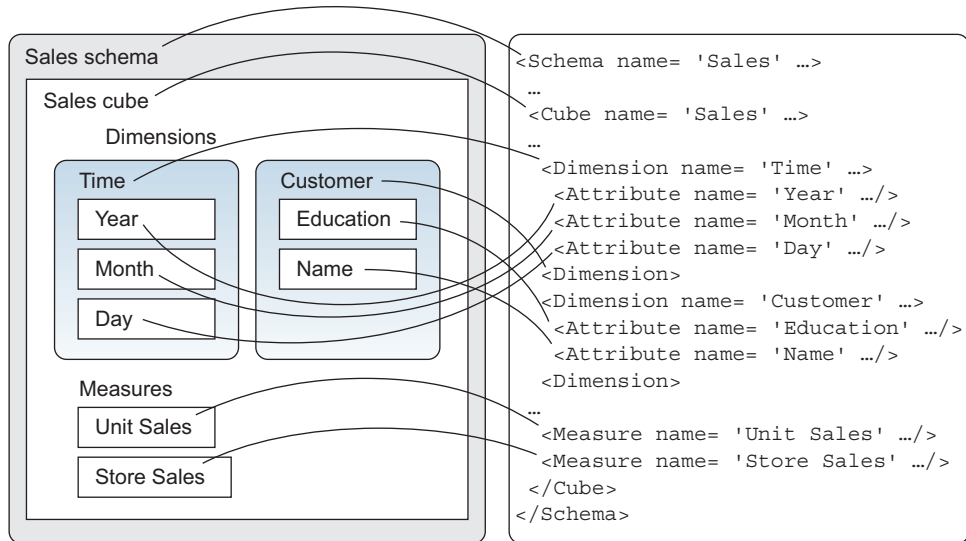 Sales schema
Sales cube
Dimensions
Time
Year
Month
Day
Customer
Education
Name
Measures
Unit Sales
Store Sales
<Schema name= 'Sales' …>
…
<Cube name= 'Sales' …>
…
<Dimension name= 'Time' …>
<Attribute name= 'Year' …/>
<Attribute name= 'Month' …/>
<Attribute name= 'Day' …/>
<Dimension>
<Dimension name= 'Customer' …>
<Attribute name= 'Education' …/>
<Attribute name= 'Name' …/>
<Dimension>
…
<Measure name= 'Unit Sales' …/>
<Measure name= 'Store Sales' …/>
</Cube>
</Schema>